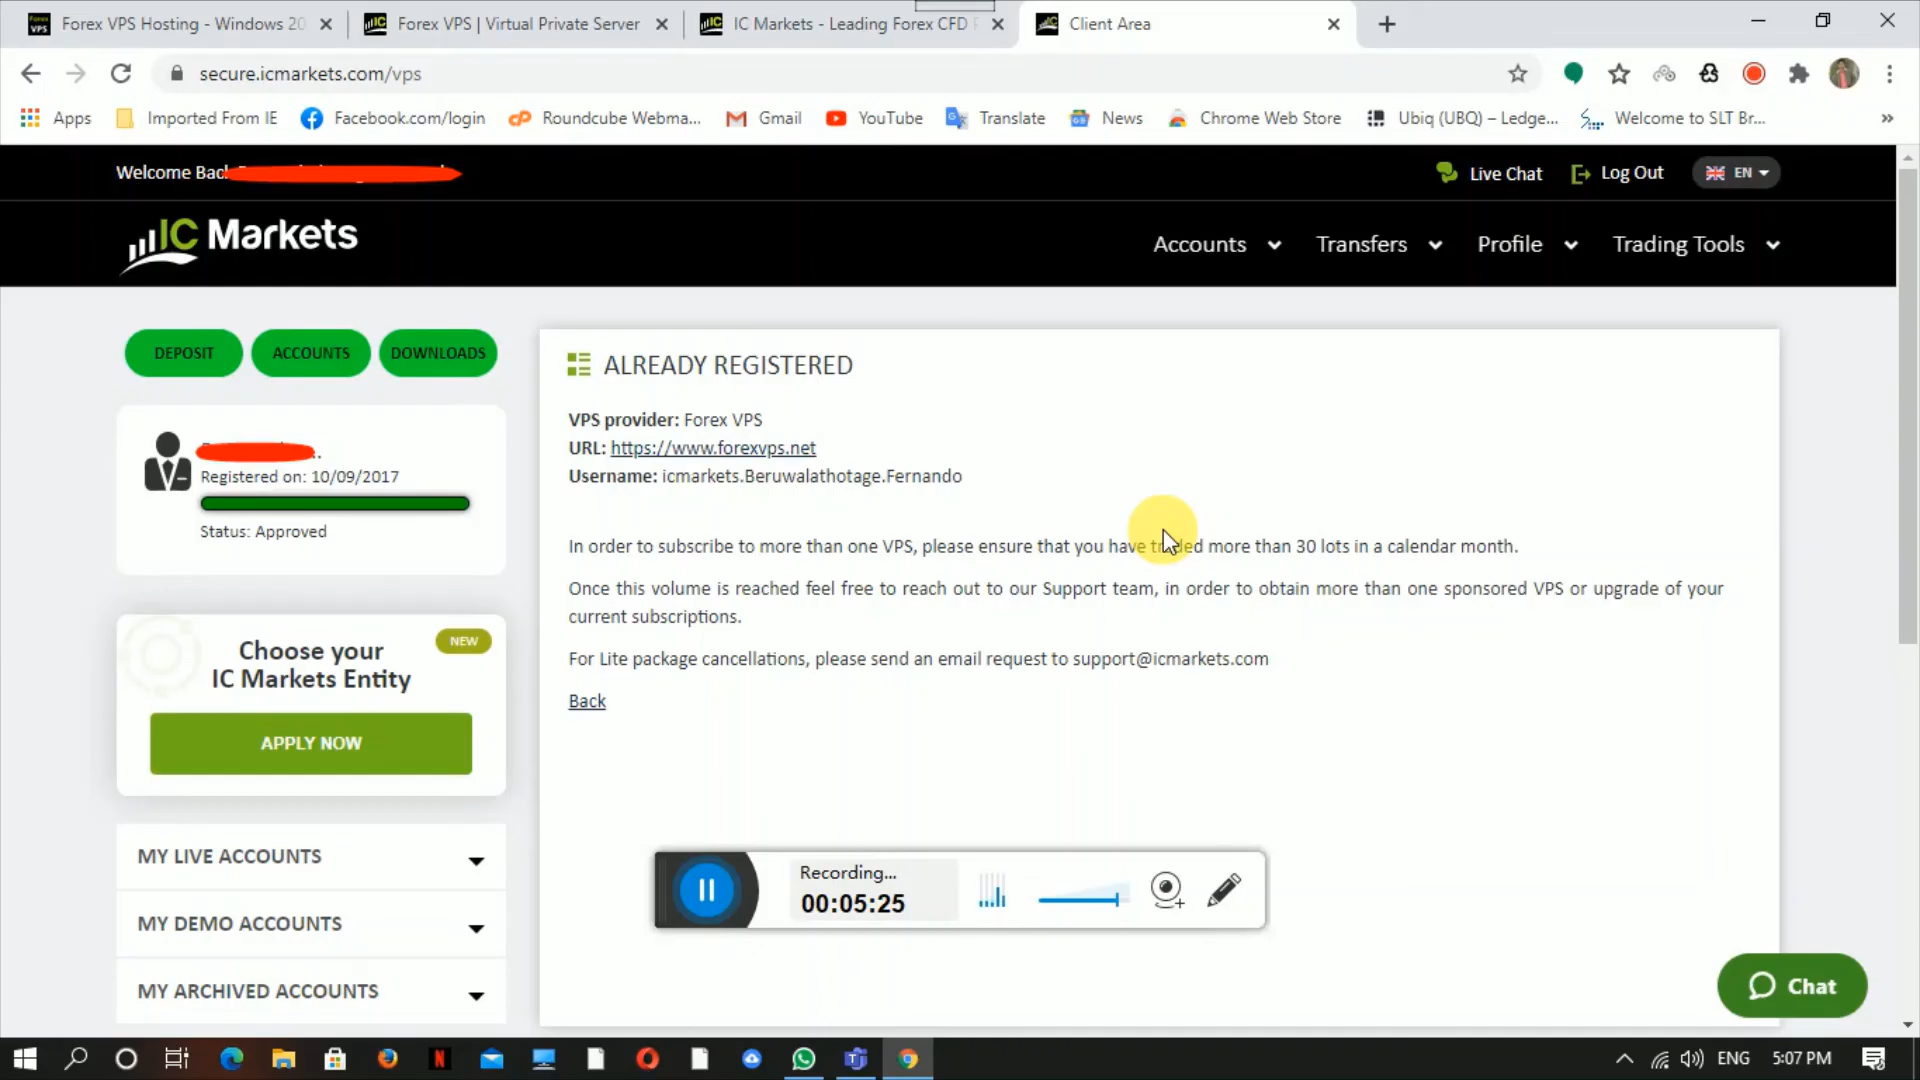 Forex VPS Hosting - Windows 20
Forex VPS | Virtual Private Server
IC Markets - Leading Forex CFD
Client Area
secure.icmarkets.com/vps
Apps
Imported From IE
Facebook.com/login
Roundcube Webma...
Gmail
YouTube
Translate
News
Chrome Web Store
Ubiq (UBQ) – Ledge...
Welcome to SLT Br...
Welcome Bac
Live Chat
Log Out
EN
IC Markets
Accounts
Transfers
Profile
Trading Tools
DEPOSIT
ACCOUNTS
DOWNLOADS
Registered on: 10/09/2017
Status: Approved
Choose your
IC Markets Entity
NEW
APPLY NOW
MY LIVE ACCOUNTS
MY DEMO ACCOUNTS
MY ARCHIVED ACCOUNTS
ALREADY REGISTERED
VPS provider: Forex VPS
URL: https://www.forexvps.net
Username: icmarkets.Beruwalathotage.Fernando
In order to subscribe to more than one VPS, please ensure that you have traded more than 30 lots in a calendar month.
Once this volume is reached feel free to reach out to our Support team, in order to obtain more than one sponsored VPS or upgrade of your
current subscriptions.
For Lite package cancellations, please send an email request to support@icmarkets.com
Back
Recording...
00:05:25
Chat
ENG
5:07 PM